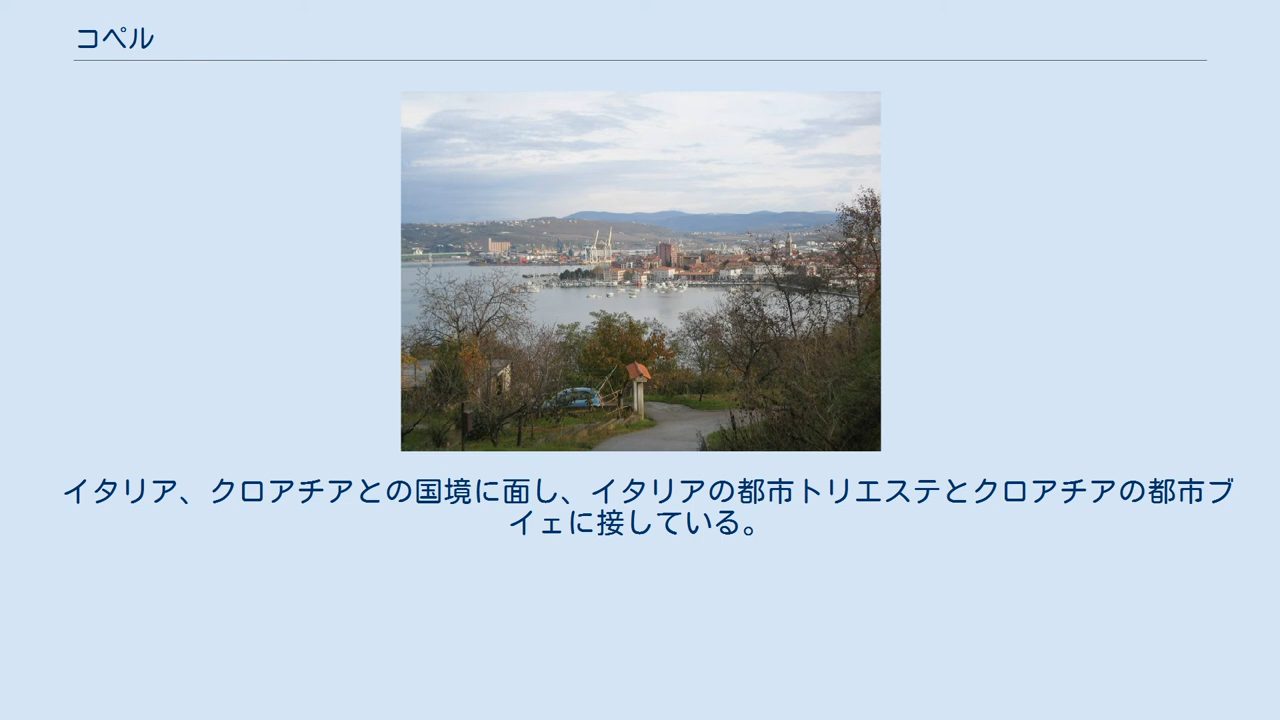 コペル
イタリア、クロアチアとの国境に面し、イタリアの都市トリエステとクロアチアの都市ブ
イェに接している。